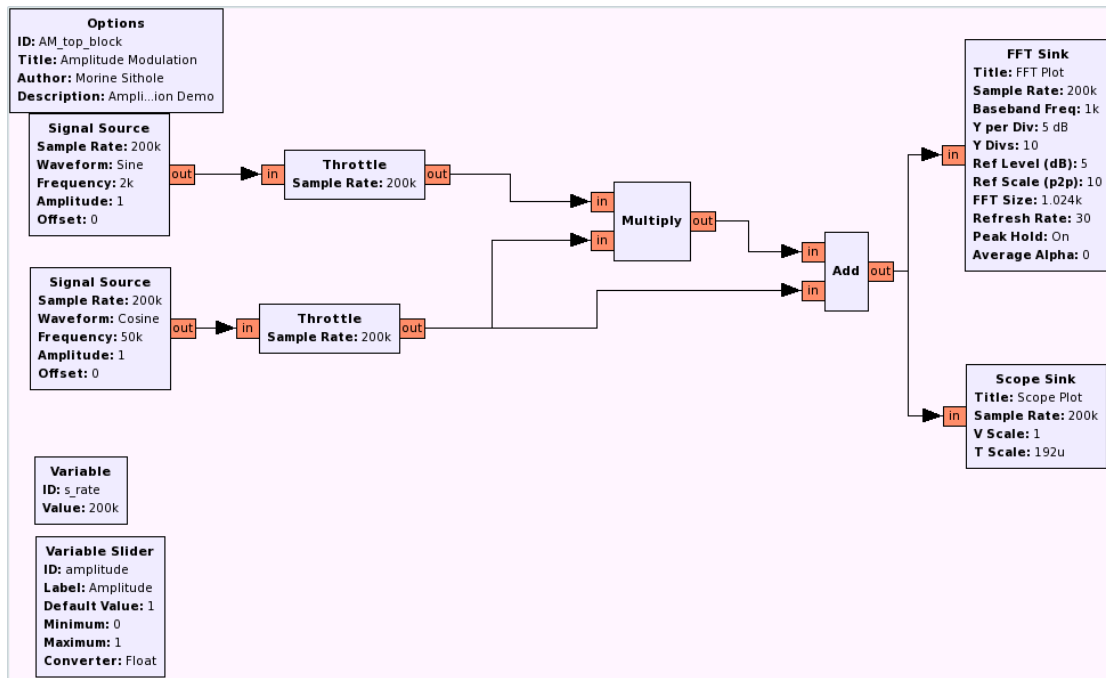 Options
ID: AM_top_block
Title: Amplitude Modulation
Author: Morine Sithole
Description: Ampli...ion Demo
Signal Source
Sample Rate: 200k
Waveform: Sine
Frequency: 2k
Amplitude: 1
Offset: 0
out
in
Throttle
Sample Rate: 200k
out
Signal Source
Sample Rate: 200k
Waveform: Cosine
Frequency: 50k
Amplitude: 1
Offset: 0
out
in
Throttle
Sample Rate: 200k
out
in
in
Multiply
out
in
in
Add
out
in
FFT Sink
Title: FFT Plot
Sample Rate: 200k
Baseband Freq: 1k
Y per Div: 5 dB
Y Divs: 10
Ref Level (dB): 5
Ref Scale (p2p): 10
FFT Size: 1.024k
Refresh Rate: 30
Peak Hold: On
Average Alpha: 0
in
Scope Sink
Title: Scope Plot
Sample Rate: 200k
V Scale: 1
T Scale: 192u
Variable
ID: s_rate
Value: 200k
Variable Slider
ID: amplitude
Label: Amplitude
Default Value: 1
Minimum: 0
Maximum: 1
Converter: Float